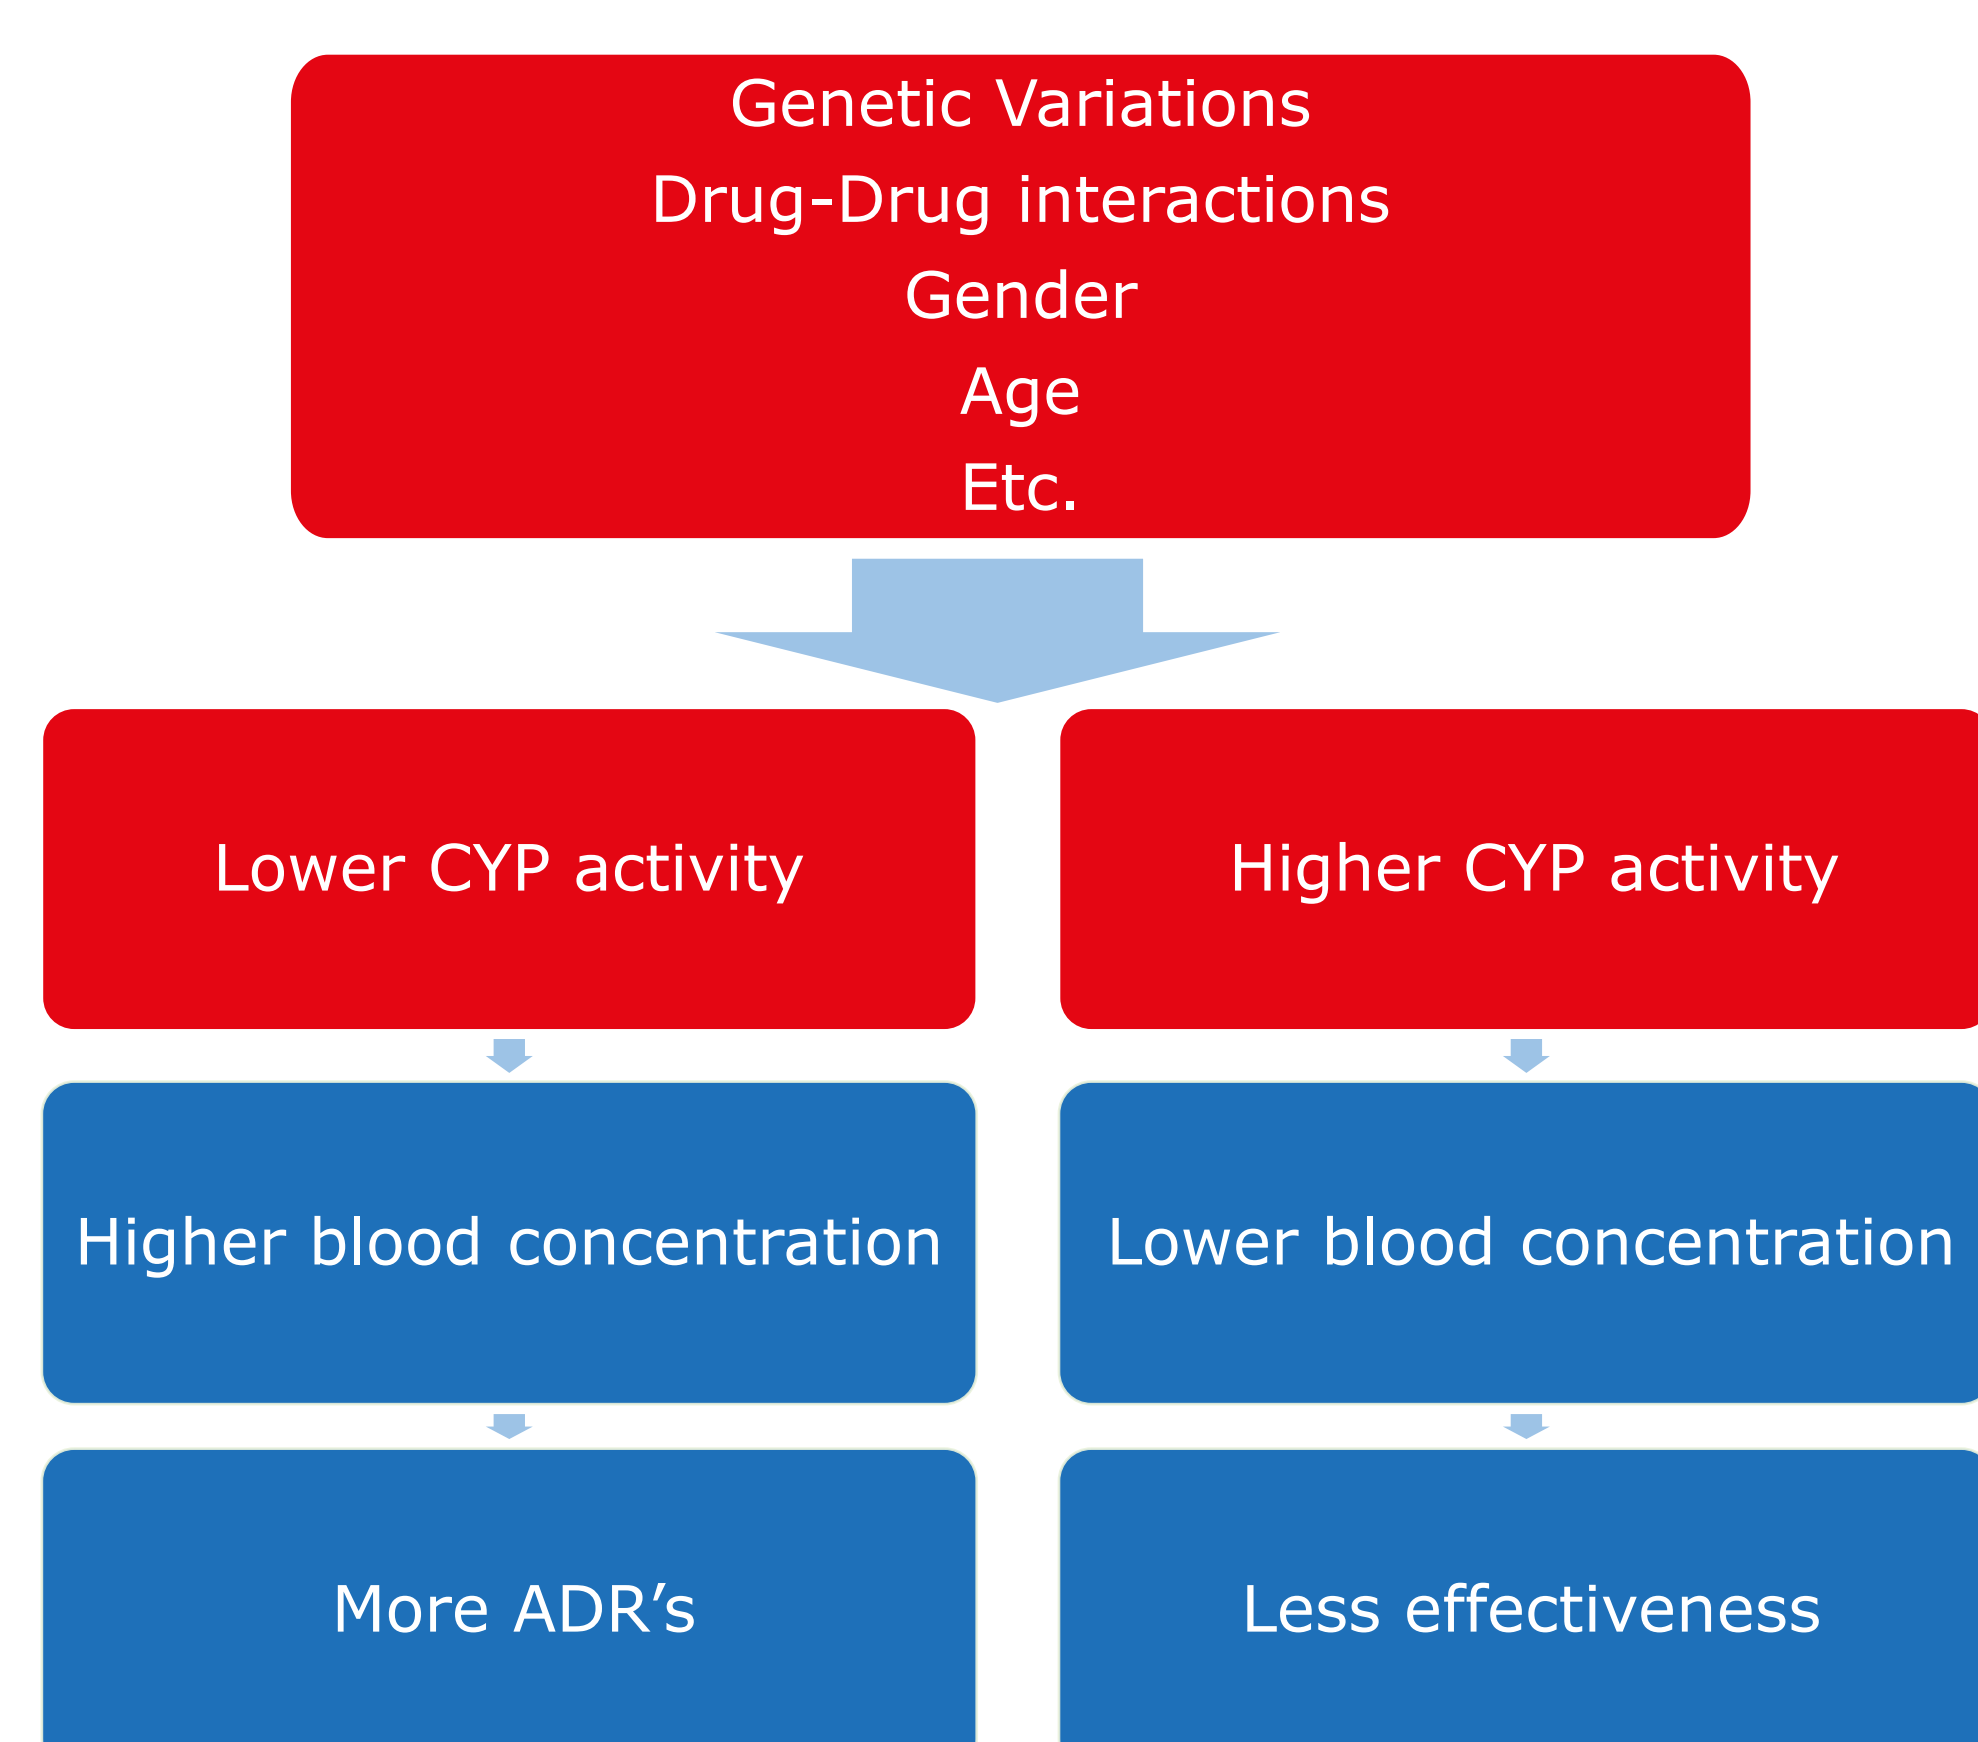 Genetic Variations
Drug-Drug interactions
Gender
Age
Etc.
Lower CYP activity
Higher CYP activity
Higher blood concentration
Lower blood concentration
More ADR’s
Less effectiveness